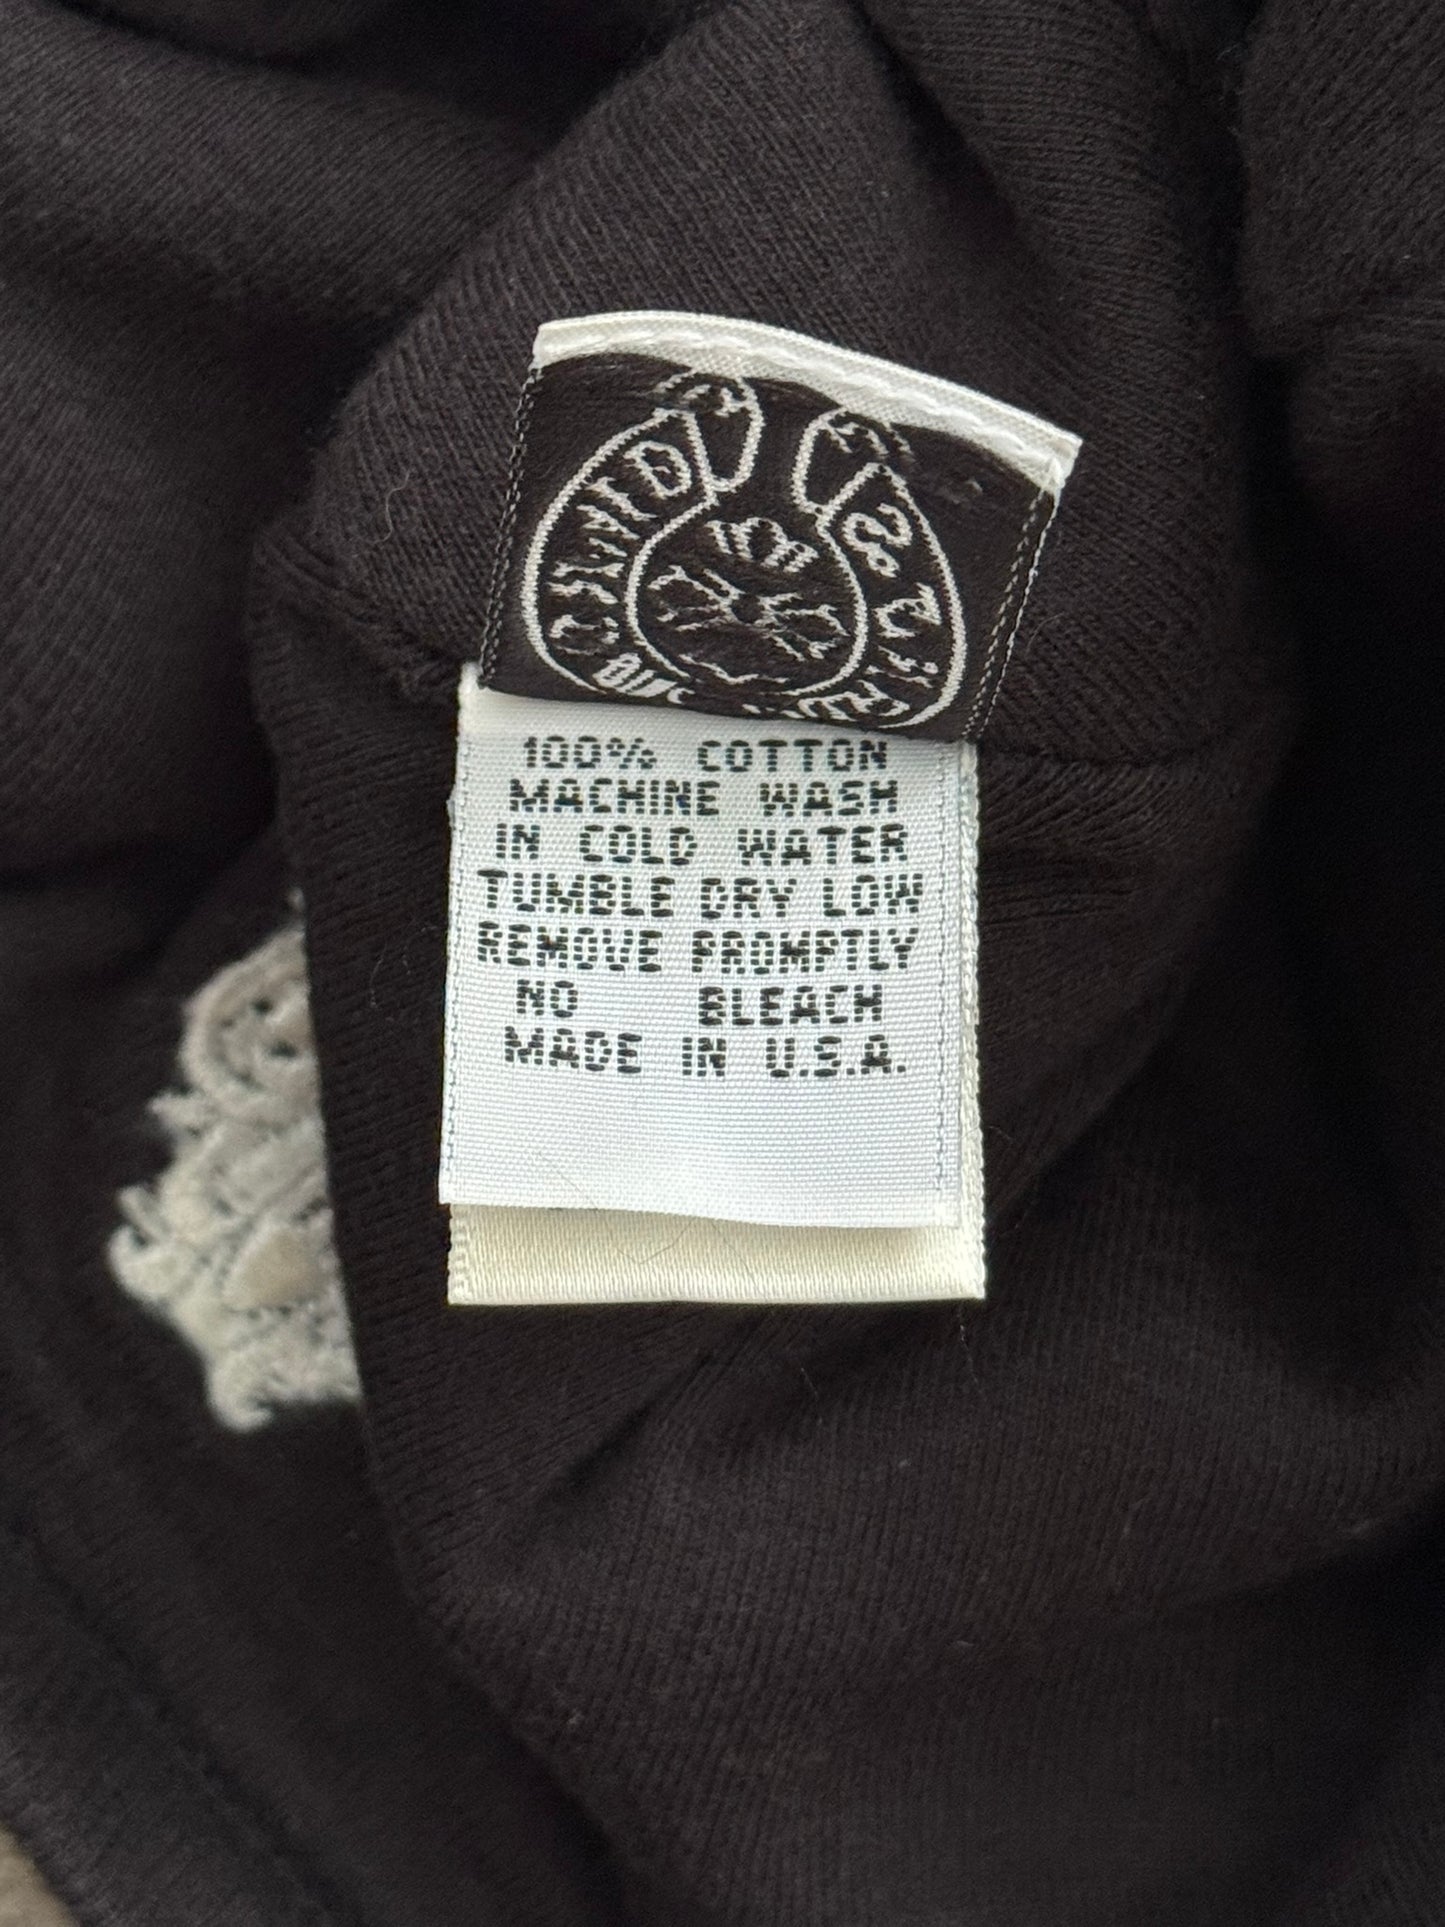 100% COTTON
MACHINE WASH
IN COLD WATER
TUMBLE DRY LOW
REMOVE PROMPTLY
NO BLEACH
MADE IN U.S.A.